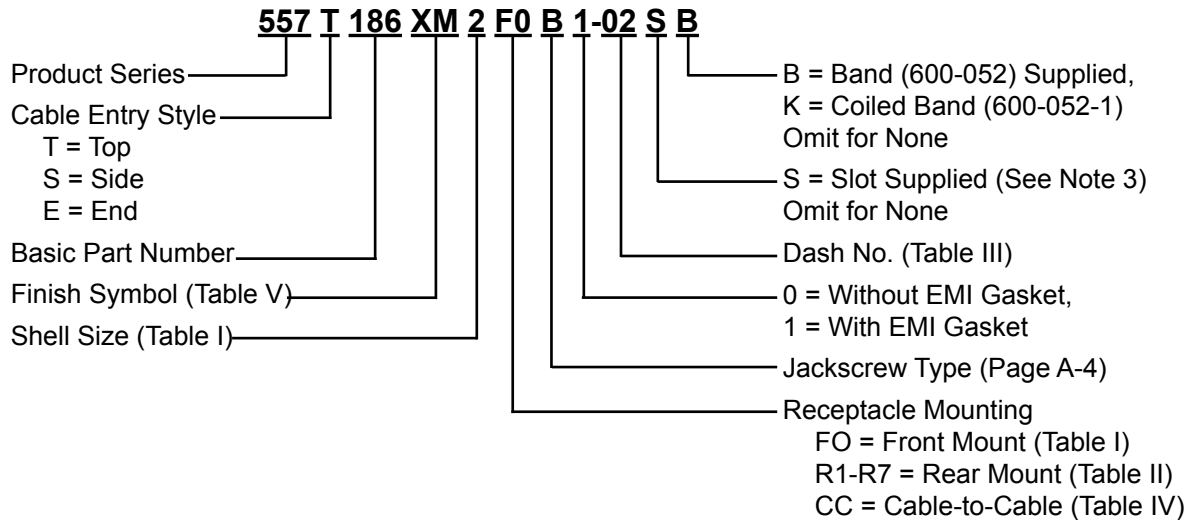 557 T 186 XM 2 F0 B 1-02 S B
Product Series
Cable Entry Style
T = Top
S = Side
E = End
Basic Part Number
Finish Symbol (Table V)
Shell Size (Table I)
B = Band (600-052) Supplied,
K = Coiled Band (600-052-1)
Omit for None
S = Slot Supplied (See Note 3)
Omit for None
Dash No. (Table III)
0 = Without EMI Gasket,
1 = With EMI Gasket
Jackscrew Type (Page A-4)
Receptacle Mounting
FO = Front Mount (Table I)
R1-R7 = Rear Mount (Table II)
CC = Cable-to-Cable (Table IV)